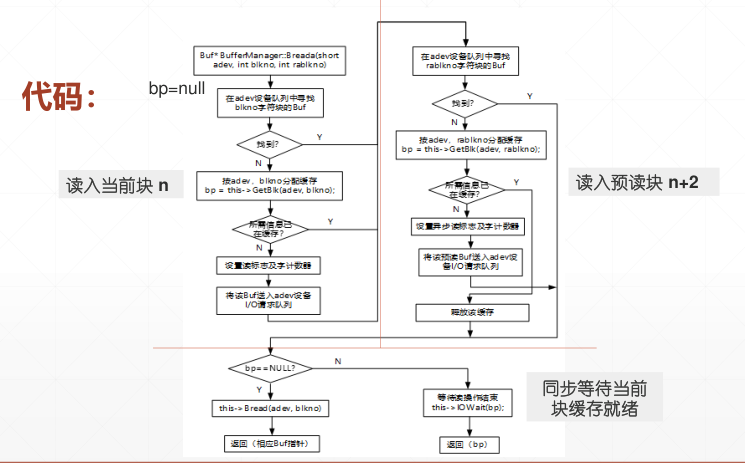 代码：
bp=null
Buf* BufferManager::Breada(short
adev, int blkno, int rablkno)
在adev设备队列中寻找
blkno字符块的Buf
找到？
Y
N
按adev、blkno分配缓存
bp = this->GetBlk(adev, blkno);
所需信息已
在缓存？
Y
N
设置读标志及字计数器
将该Buf送入adev设备
I/O请求队列
读入当前块 n
在adev设备队列中寻找
rablkno字符块的Buf
找到？
Y
N
按adev、rablkno分配缓存
bp = this->GetBlk(adev, rablkno);
所需信息已
在缓存？
Y
N
设置异步读标志及字计数器
将该预读Buf送入adev设
备I/O请求队列
释放该缓存
读入预读块 n+2
bp==NULL?
N
Y
this->Bread(adev, blkno)
返回（相应Buf指针）
等待读操作结束
this->IOWait(bp);
返回（bp）
同步等待当前
块缓存就绪